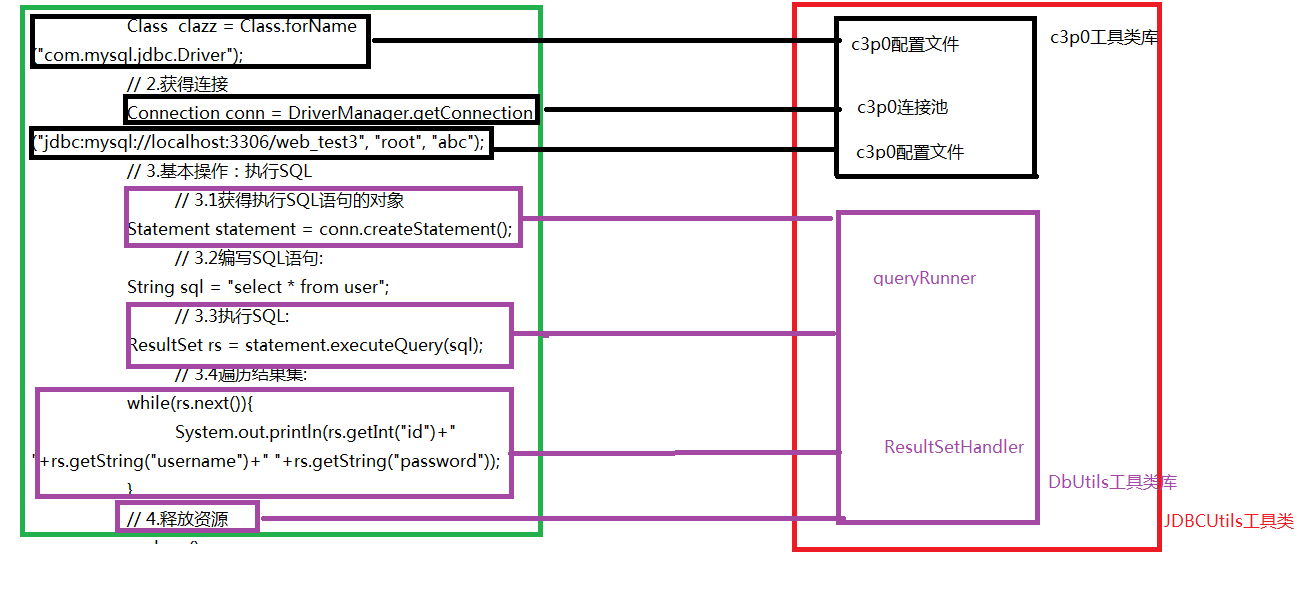 Class  clazz = Class.forName
("com.mysql.jdbc.Driver");
// 2.获得连接
Connection conn = DriverManager.getConnection
("jdbc:mysql://localhost:3306/web_test3", "root", "abc");
// 3.基本操作：执行SQL
// 3.1获得执行SQL语句的对象
Statement statement = conn.createStatement();
// 3.2编写SQL语句:
String sql = "select * from user";
// 3.3执行SQL:
ResultSet rs = statement.executeQuery(sql);
// 3.4遍历结果集:
while(rs.next()){
System.out.println(rs.getInt("id")+"
"+rs.getString("username")+" "+rs.getString("password"));
}
// 4.释放资源
c3p0配置文件
c3p0工具类库
c3p0连接池
c3p0配置文件
queryRunner
ResultSetHandler
DbUtils工具类库
JDBCUtils工具类